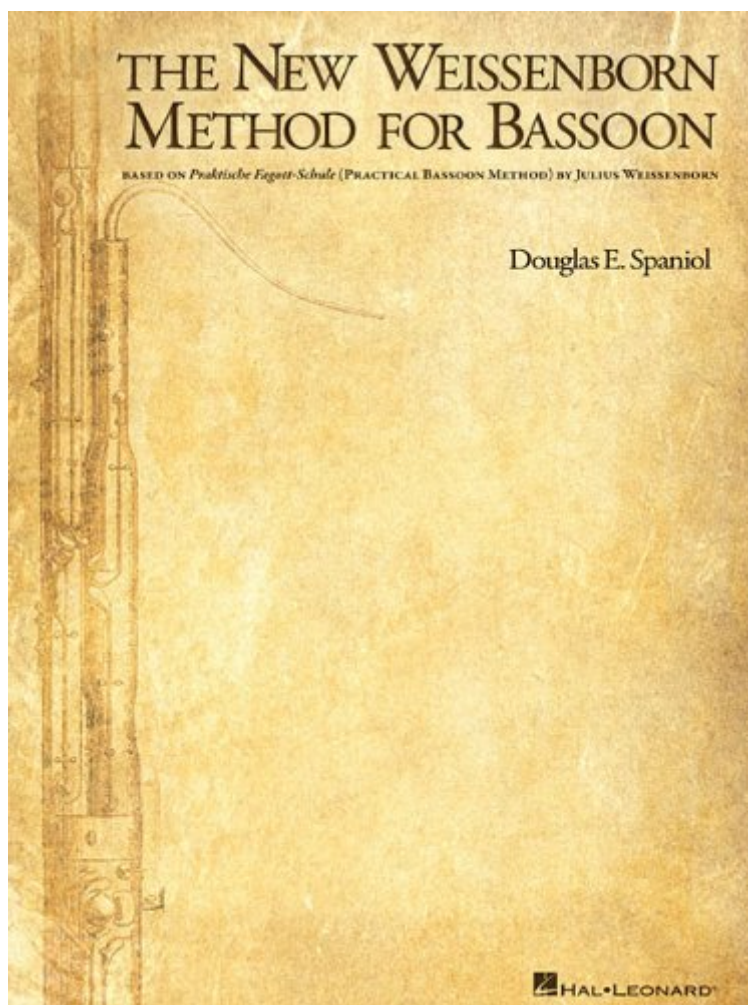 THE NEW WEISSENBORN
METHOD FOR BASSOON
BASED ON Praktische Fagott-Schule (PRACTICAL BASSOON METHOD) BY JULIUS WEISSENBORN
Douglas E. Spaniol
HAL•LEONARD®